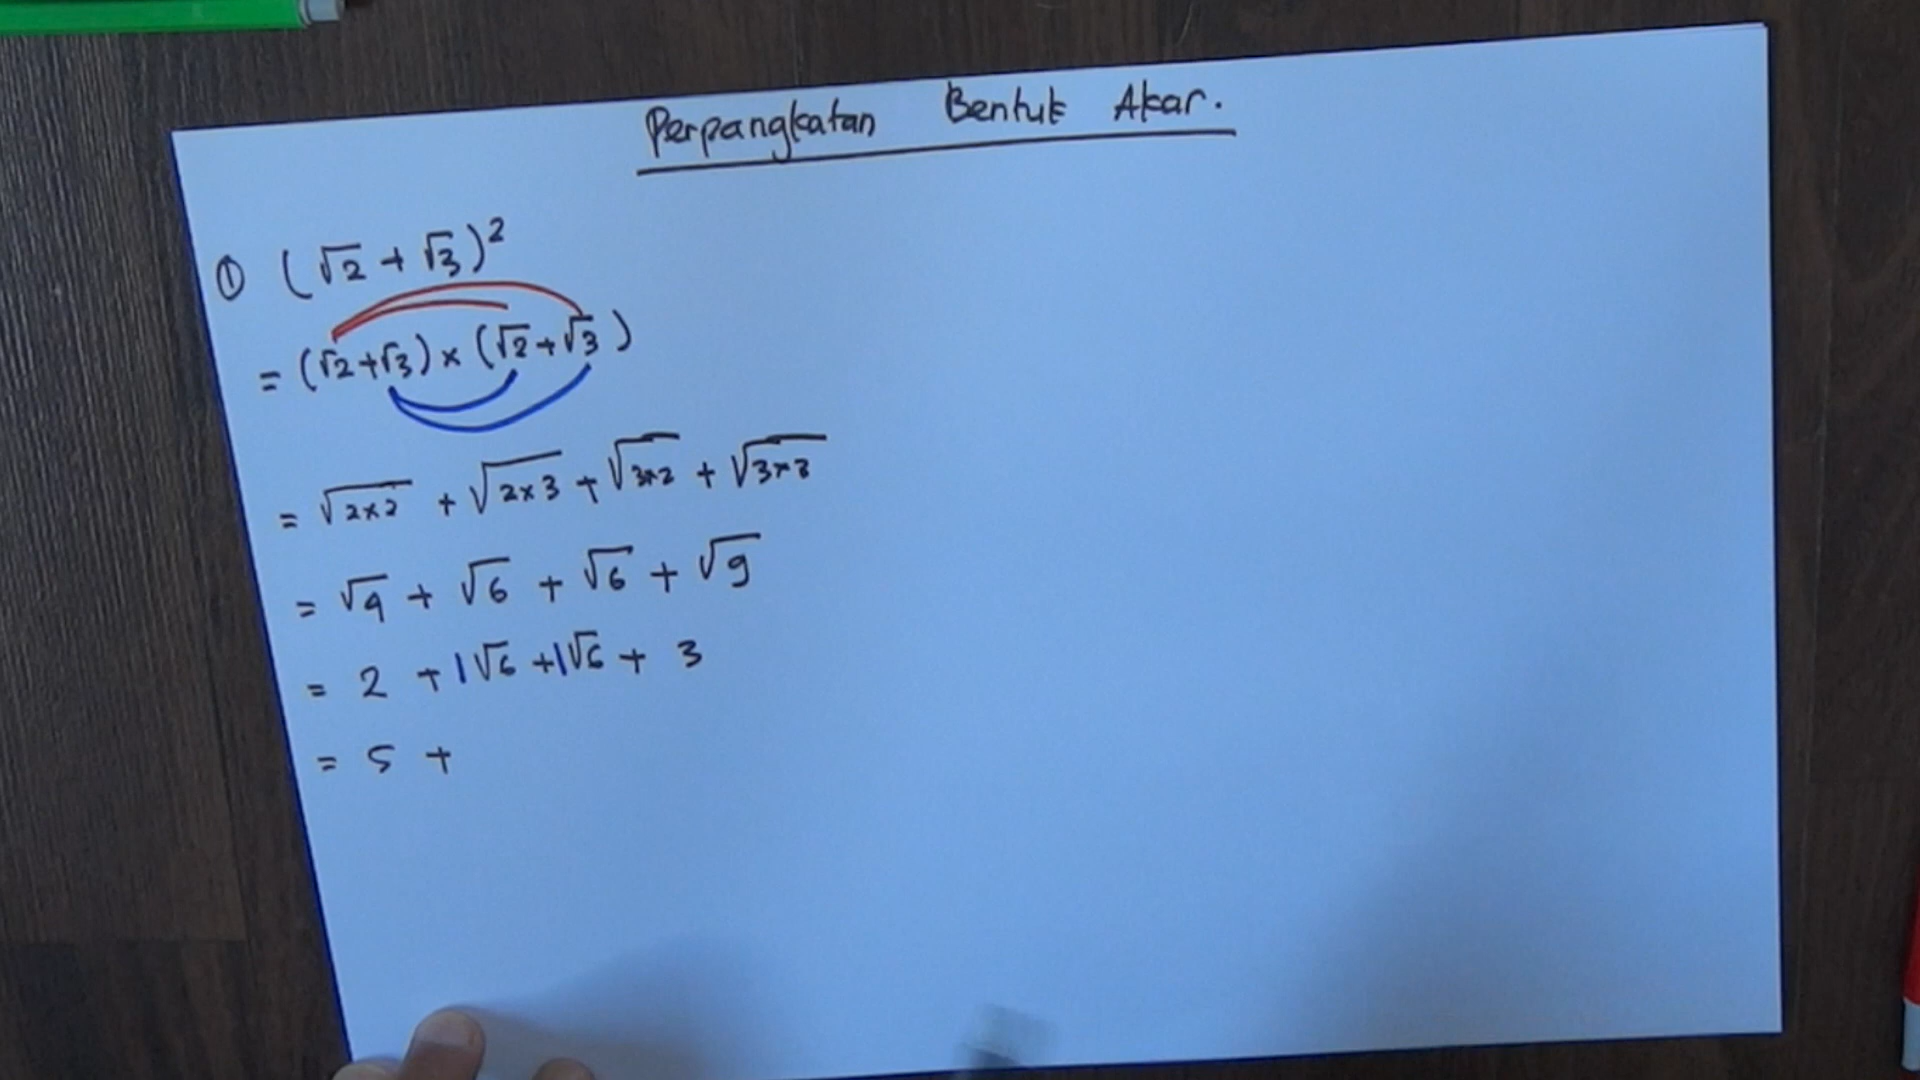 Perpangkatan Bentuk Akar.
① (√2 + √3)²
= (√2+√3) × (√2+√3)
= √2×2 + √2×3 + √3×2 + √3×3
= √4 + √6 + √6 + √9
= 2 + 1√6 + 1√6 + 3
= 5 +